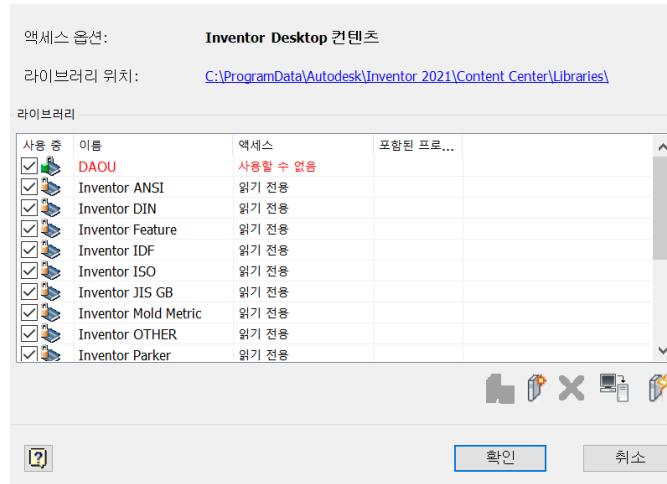 액세스 옵션: Inventor Desktop 컨텐츠
라이브러리 위치: C:\ProgramData\Autodesk\Inventor 2021\Content Center\Libraries\
라이브러리
사용 중 이름 액세스 포함된 프로...
DAOU 사용할 수 없음
Inventor ANSI 읽기 전용
Inventor DIN 읽기 전용
Inventor Feature 읽기 전용
Inventor IDF 읽기 전용
Inventor ISO 읽기 전용
Inventor JIS GB 읽기 전용
Inventor Mold Metric 읽기 전용
Inventor OTHER 읽기 전용
Inventor Parker 읽기 전용
확인 취소